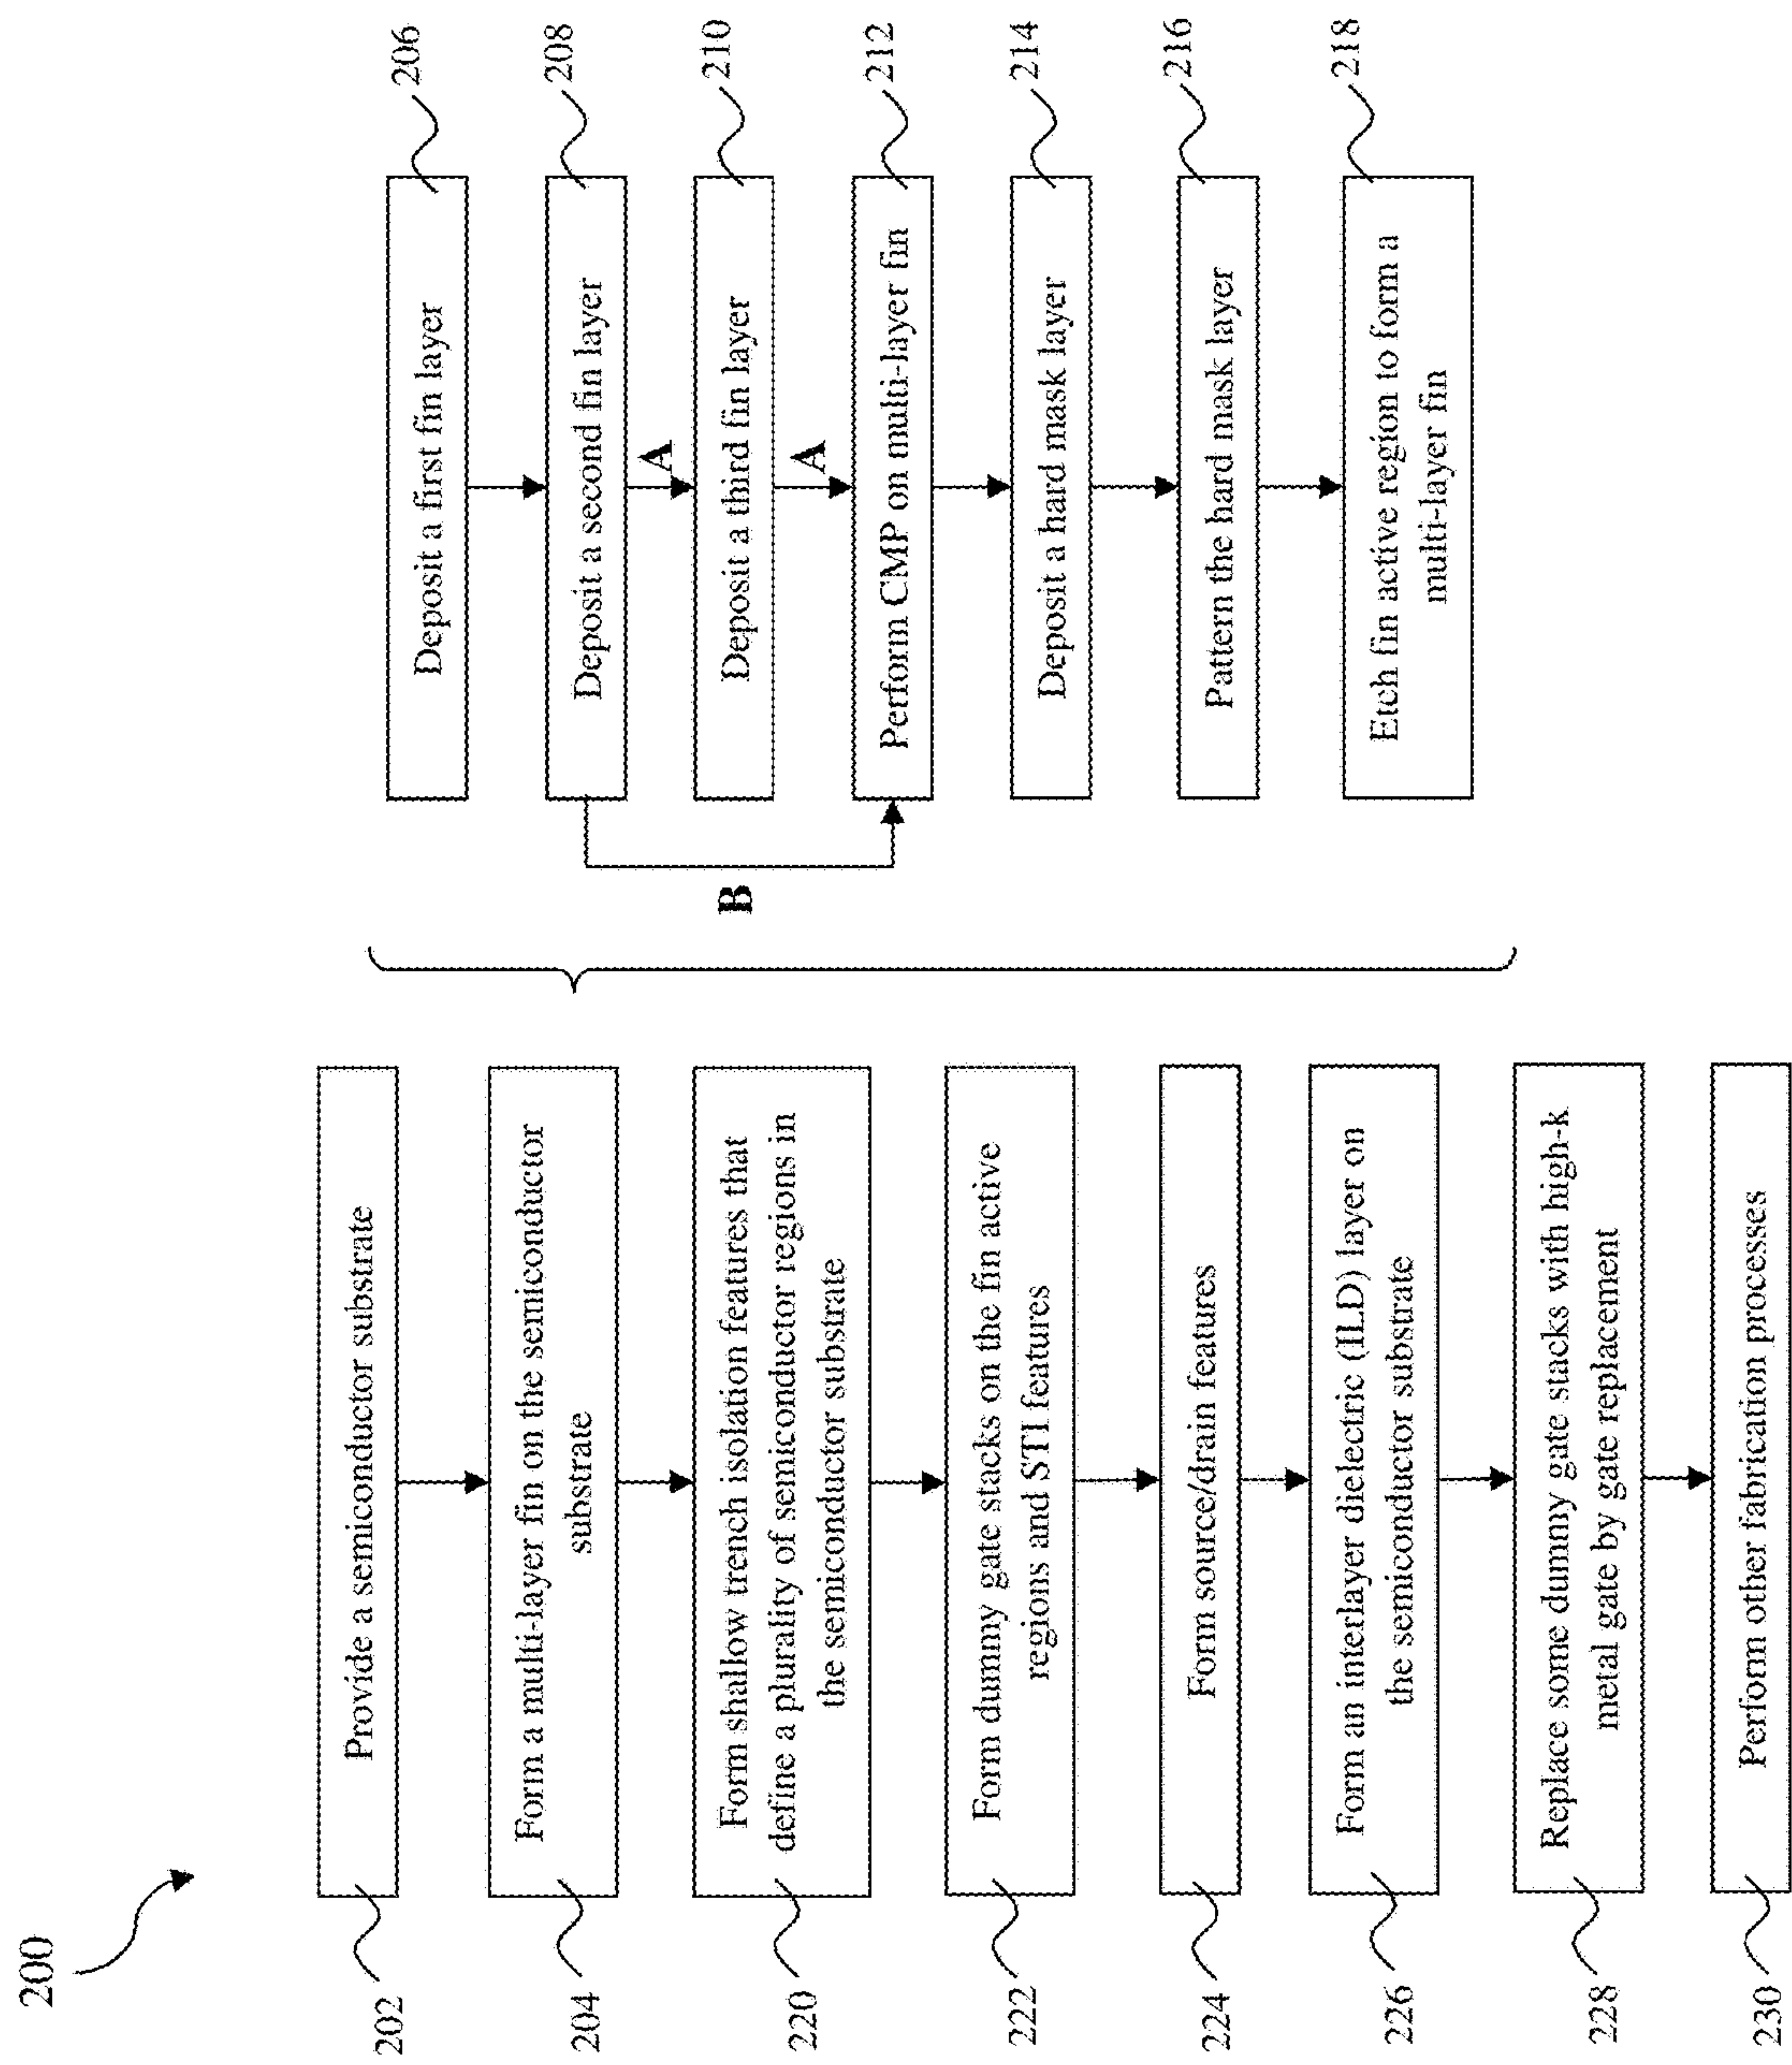 200
202
Provide a semiconductor substrate
204
Form a multi-layer fin on the semiconductor
substrate
220
Form shallow trench isolation features that
define a plurality of semiconductor regions in
the semiconductor substrate
222
Form dummy gate stacks on the fin active
regions and STI features
224
Form source/drain features
226
Form an interlayer dielectric (ILD) layer on
the semiconductor substrate
228
Replace some dummy gate stacks with high-k
metal gate by gate replacement
230
Perform other fabrication processes
Deposit a first fin layer
206
Deposit a second fin layer
208
A
Deposit a third fin layer
210
A
B
Perform CMP on multi-layer fin
212
Deposit a hard mask layer
214
Pattern the hard mask layer
216
Etch fin active region to form a
multi-layer fin
218